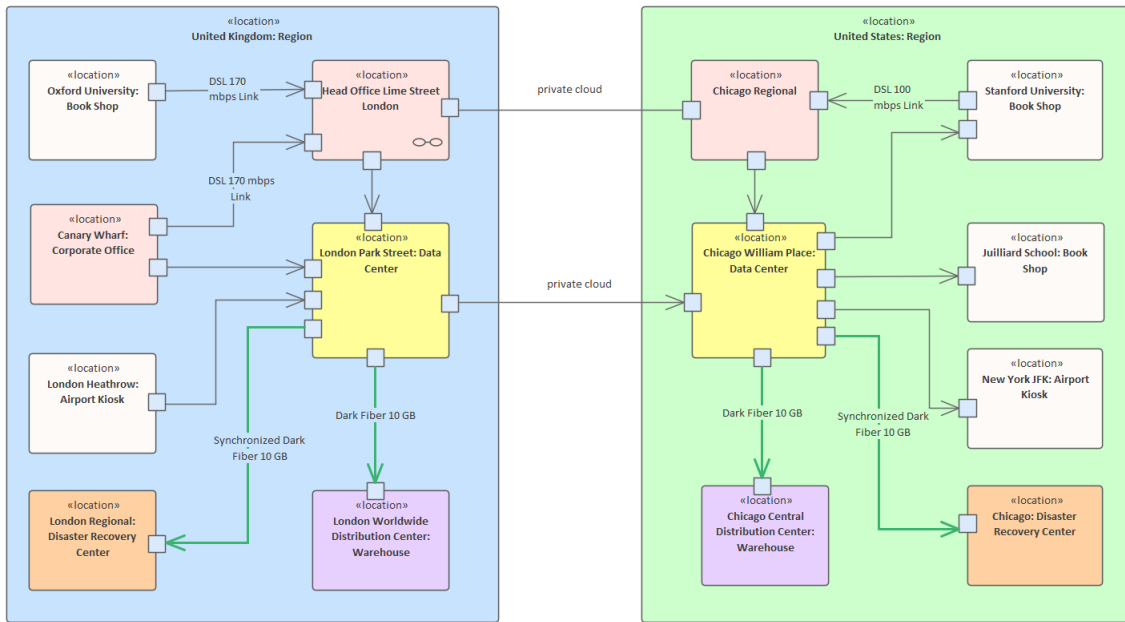 «location»
United Kingdom: Region
«location»
Oxford University:
Book Shop
DSL 170
mbps Link
«location»
Head Office Lime Street
London
«location»
Canary Wharf:
Corporate Office
DSL 170 mbps
Link
«location»
London Park Street: Data
Center
«location»
London Heathrow:
Airport Kiosk
Synchronized Dark
Fiber 10 GB
Dark Fiber 10 GB
«location»
London Regional:
Disaster Recovery
Center
«location»
London Worldwide
Distribution Center:
Warehouse
private cloud
private cloud
«location»
United States: Region
«location»
Chicago Regional
DSL 100
mbps Link
«location»
Stanford University:
Book Shop
«location»
Chicago William Place:
Data Center
«location»
Juilliard School: Book
Shop
«location»
New York JFK: Airport
Kiosk
Dark Fiber 10 GB
Synchronized Dark
Fiber 10 GB
«location»
Chicago Central
Distribution Center:
Warehouse
«location»
Chicago: Disaster
Recovery Center